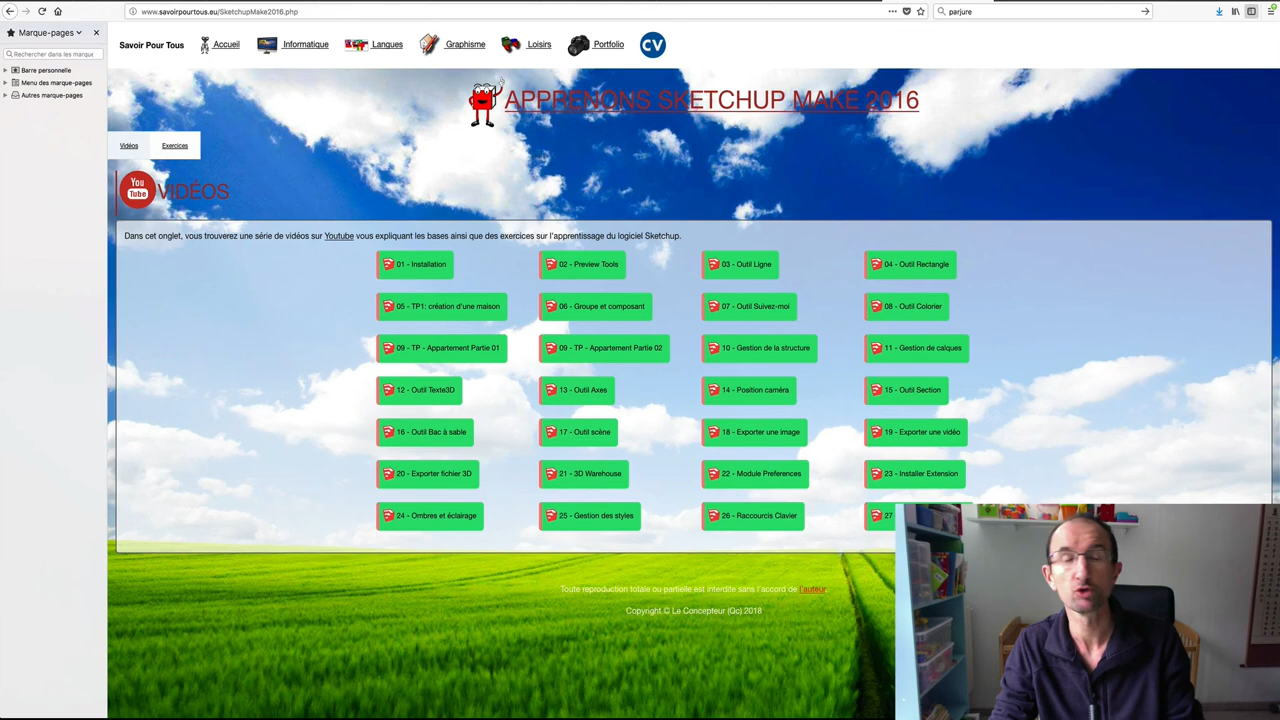 www.savoirpourtous.eu/SketchupMake2016.php
parjure
Marque-pages
Rechercher dans les marque
Barre personnelle
Menu des marque-pages
Autres marque-pages
Savoir Pour Tous Accueil Informatique Langues Graphisme Loisirs Portfolio CV
APPRENONS SKETCHUP MAKE 2016
Vidéos Exercices
You Tube VIDÉOS
Dans cet onglet, vous trouverez une série de vidéos sur Youtube vous expliquant les bases ainsi que des exercices sur l'apprentissage du logiciel Sketchup.
01 - Installation 02 - Preview Tools 03 - Outil Ligne 04 - Outil Rectangle
05 - TP1: création d'une maison 06 - Groupe et composant 07 - Outil Suivez-moi 08 - Outil Colorier
09 - TP - Appartement Partie 01 09 - TP - Appartement Partie 02 10 - Gestion de la structure 11 - Gestion de calques
12 - Outil Texte3D 13 - Outil Axes 14 - Position caméra 15 - Outil Section
16 - Outil Bac à sable 17 - Outil scène 18 - Exporter une image 19 - Exporter une vidéo
20 - Exporter fichier 3D 21 - 3D Warehouse 22 - Module Preferences 23 - Installer Extension
24 - Ombres et éclairage 25 - Gestion des styles 26 - Raccourcis Clavier 27
Toute reproduction totale ou partielle est interdite sans l'accord de l'auteur.
Copyright © Le Concepteur (Qc) 2018